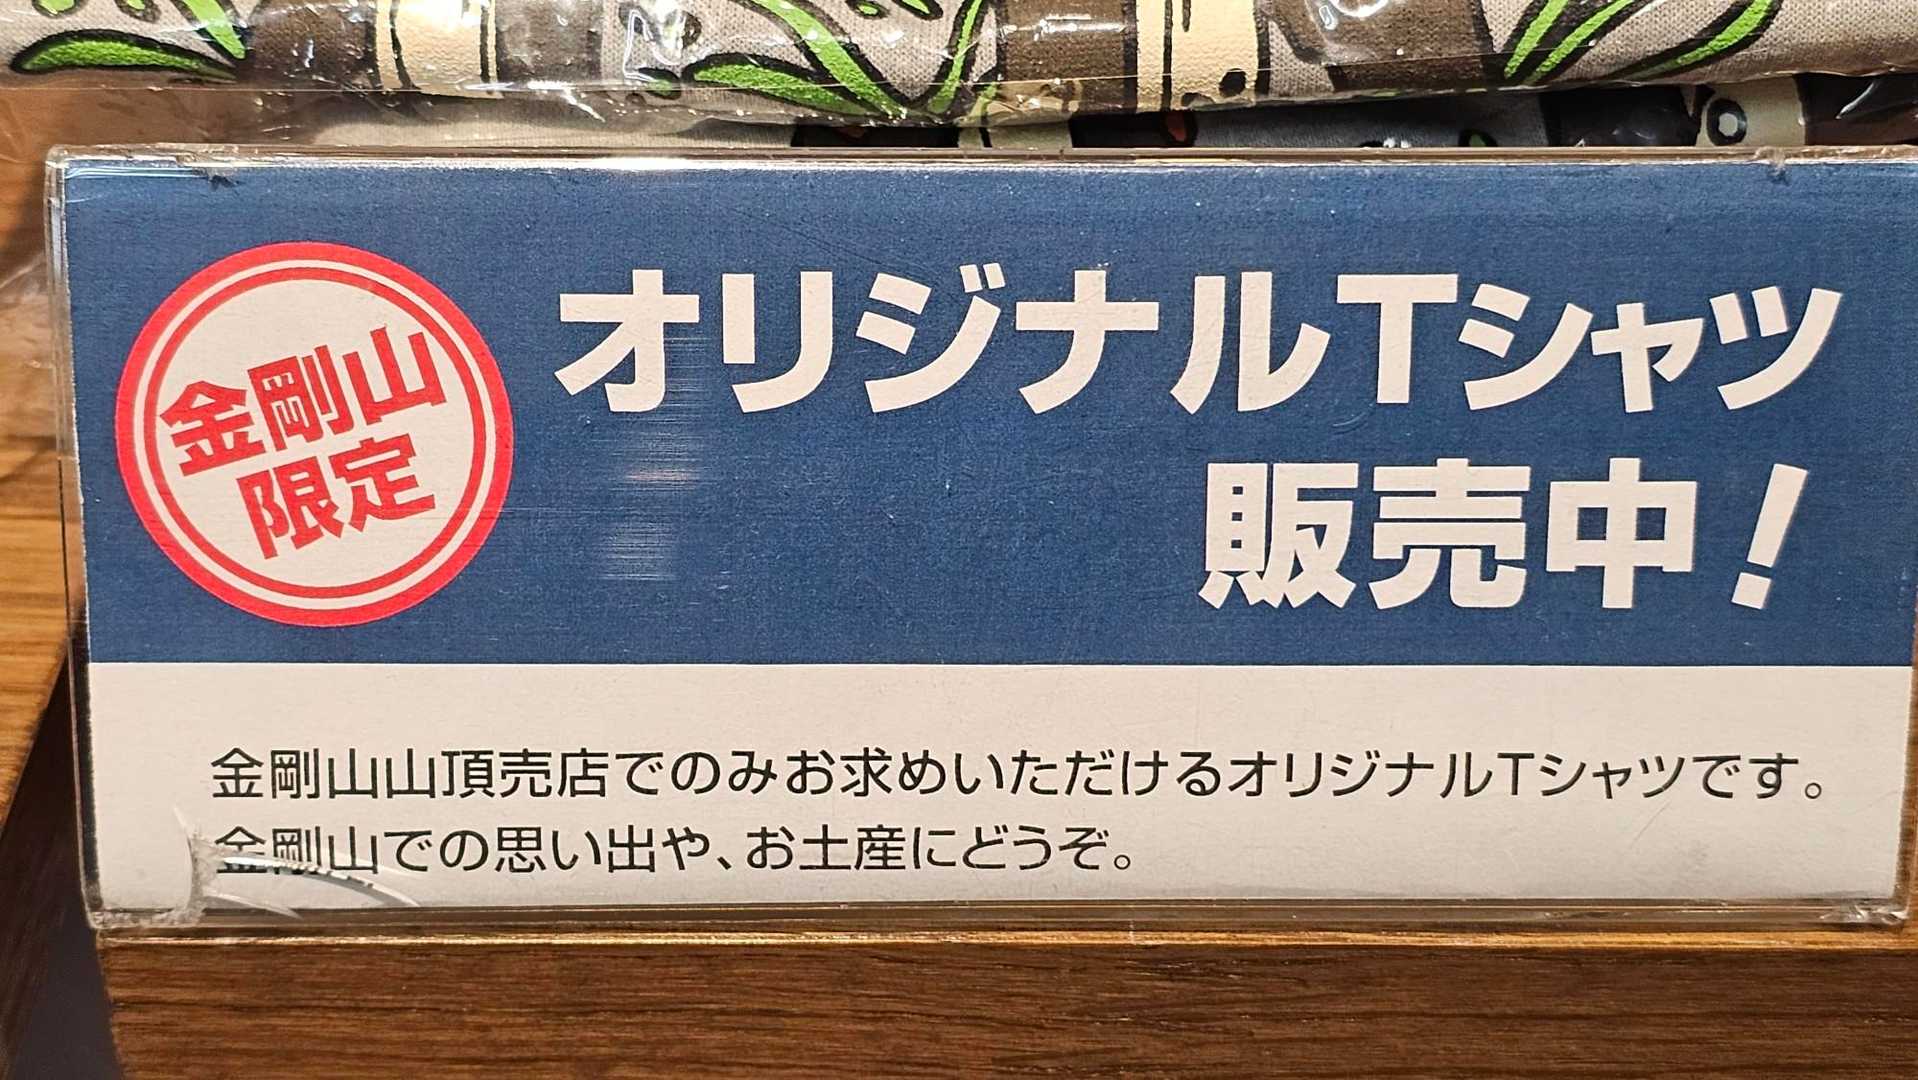 金剛山
限定
オリジナルTシャツ
販売中！
金剛山山頂売店でのみお求めいただけるオリジナルTシャツです。
金剛山での思い出や、お土産にどうぞ。